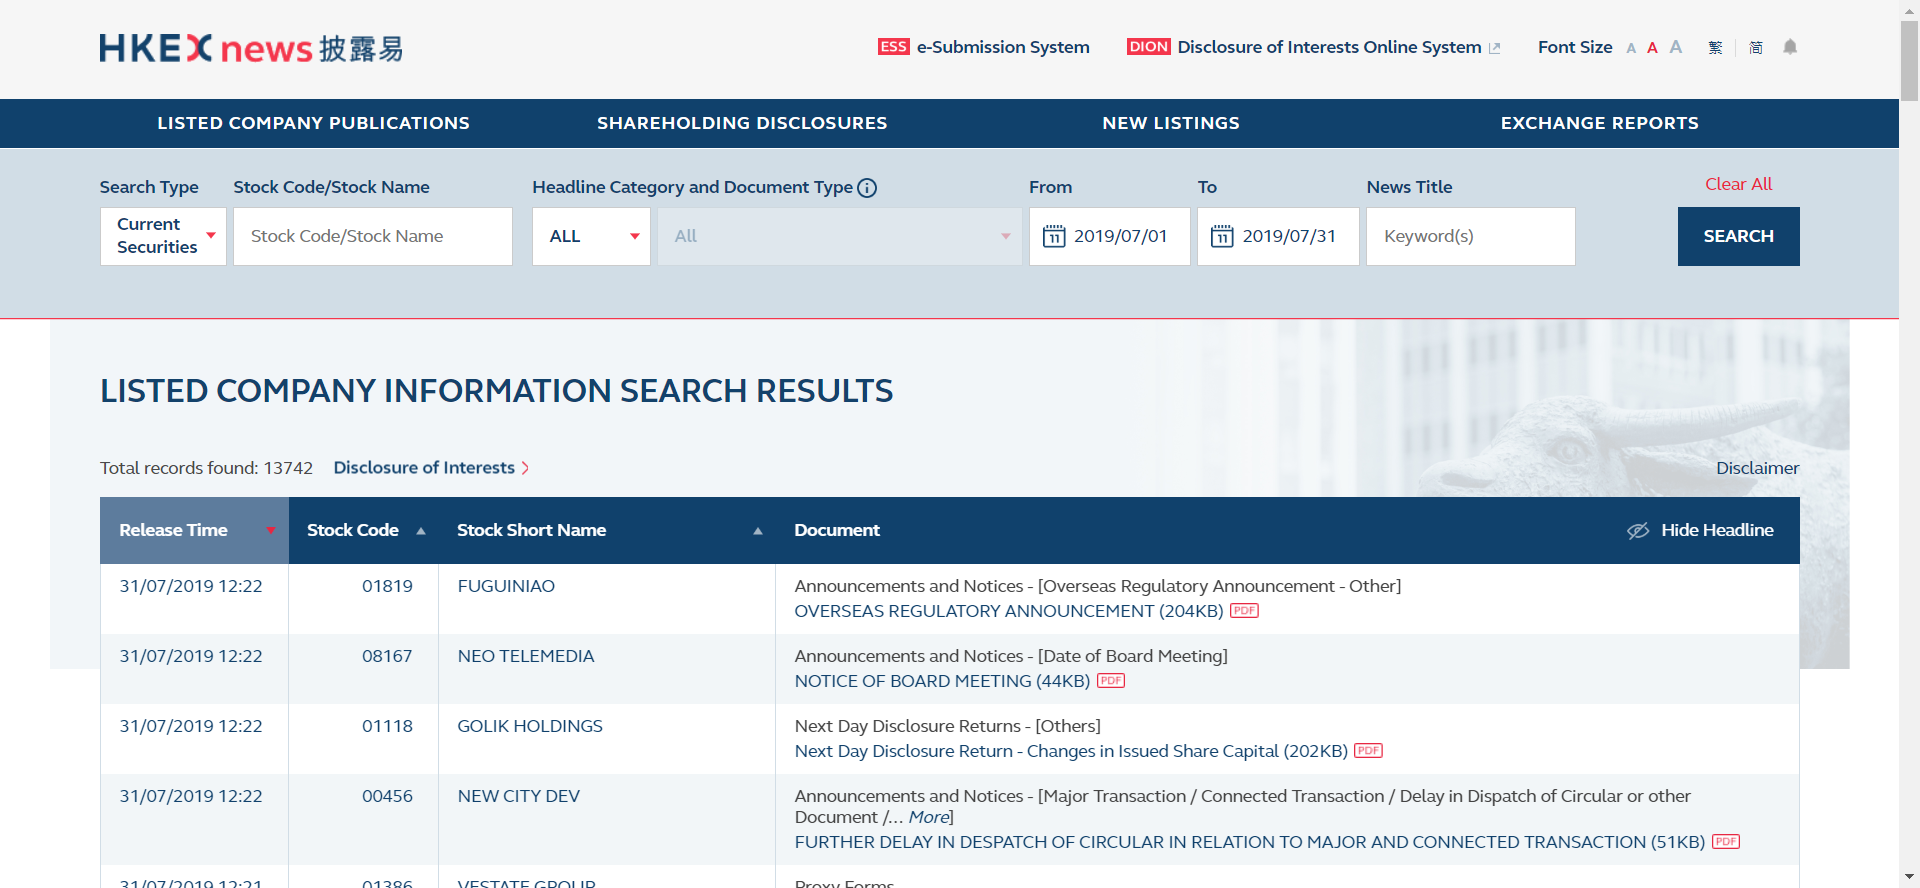 HKEX news 披露易
ESS e-Submission System
DION Disclosure of Interests Online System
Font Size A A A 繁 简
LISTED COMPANY PUBLICATIONS
SHAREHOLDING DISCLOSURES
NEW LISTINGS
EXCHANGE REPORTS
Search Type
Stock Code/Stock Name
Headline Category and Document Type
From
To
News Title
Clear All
Current
Securities
Stock Code/Stock Name
ALL
All
11 2019/07/01
11 2019/07/31
Keyword(s)
SEARCH
LISTED COMPANY INFORMATION SEARCH RESULTS
Total records found: 13742
Disclosure of Interests
Disclaimer
Release Time
Stock Code
Stock Short Name
Document
Hide Headline
31/07/2019 12:22
01819
FUGUINIAO
Announcements and Notices - [Overseas Regulatory Announcement - Other]
OVERSEAS REGULATORY ANNOUNCEMENT (204KB) PDF
31/07/2019 12:22
08167
NEO TELEMEDIA
Announcements and Notices - [Date of Board Meeting]
NOTICE OF BOARD MEETING (44KB) PDF
31/07/2019 12:22
01118
GOLIK HOLDINGS
Next Day Disclosure Returns - [Others]
Next Day Disclosure Return - Changes in Issued Share Capital (202KB) PDF
31/07/2019 12:22
00456
NEW CITY DEV
Announcements and Notices - [Major Transaction / Connected Transaction / Delay in Dispatch of Circular or other
Document /... More]
FURTHER DELAY IN DESPATCH OF CIRCULAR IN RELATION TO MAJOR AND CONNECTED TRANSACTION (51KB) PDF
31/07/2019 12:21
01386
VESTATE GROUP
Proxy Forms